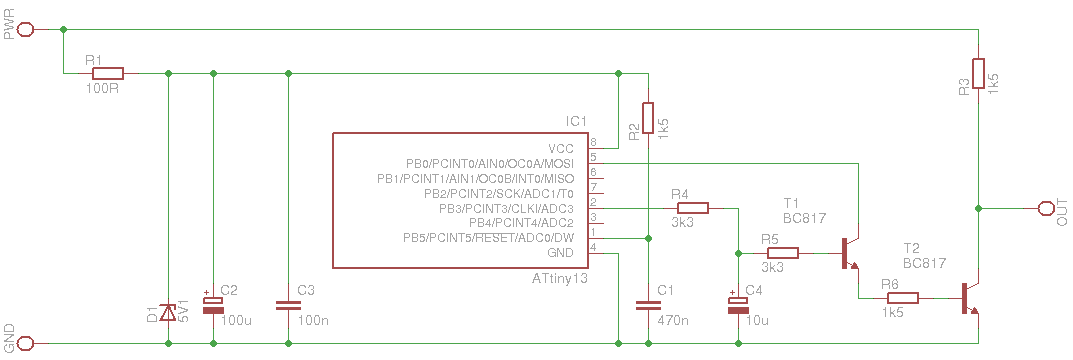 PWR
R1
100R
R3
1k5
IC1
R2
1k5
VCC
8
PB0/PCINT0/AIN0/OC0A/MOSI
5
PB1/PCINT1/AIN1/OC0B/INT0/MISO
6
PB2/PCINT2/SCK/ADC1/T0
7
PB3/PCINT3/CLKI/ADC3
2
PB4/PCINT4/ADC2
3
PB5/PCINT5/RESET/ADC0/DW
1
GND
4
ATtiny13
R4
3k3
T1
BC817
OUT
R5
3k3
T2
BC817
R6
1k5
D1
5V1
+
C2
100u
C3
100n
C1
470n
+
C4
10u
GND